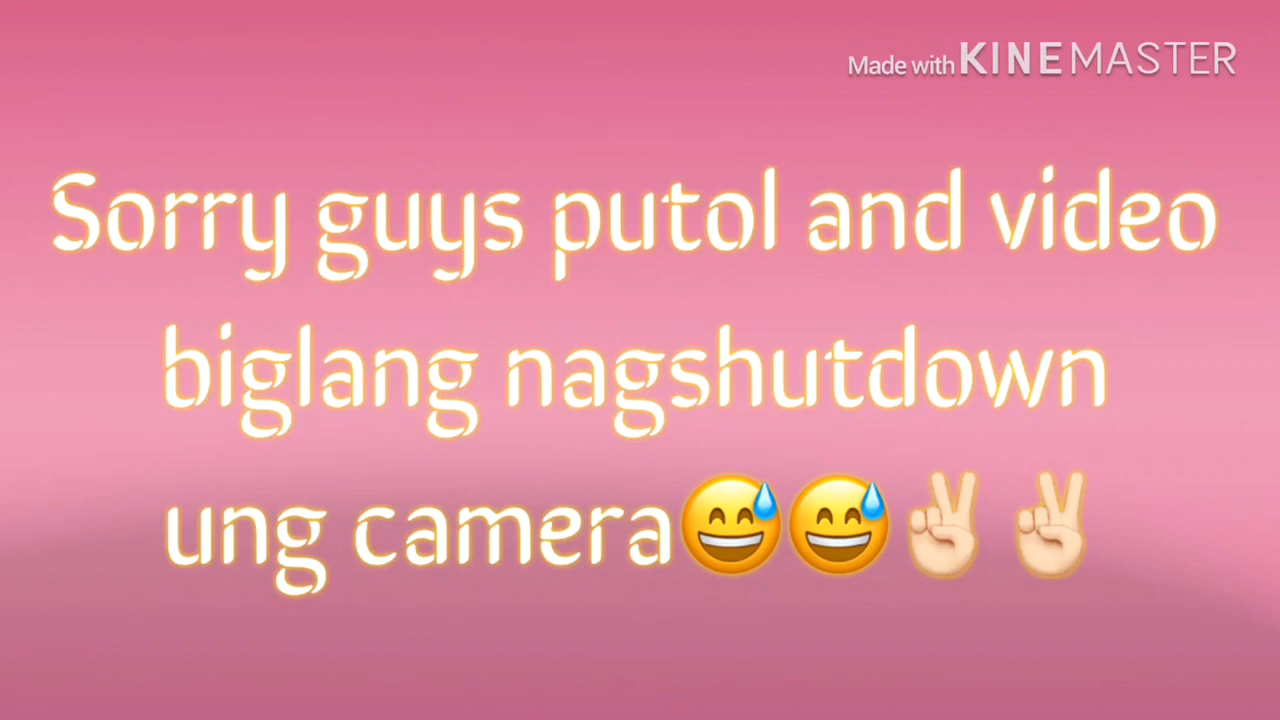 Made with KINEMASTER
Sorry guys putol and video
biglang nagshutdown
ung camera😅😅✌🏻✌🏻